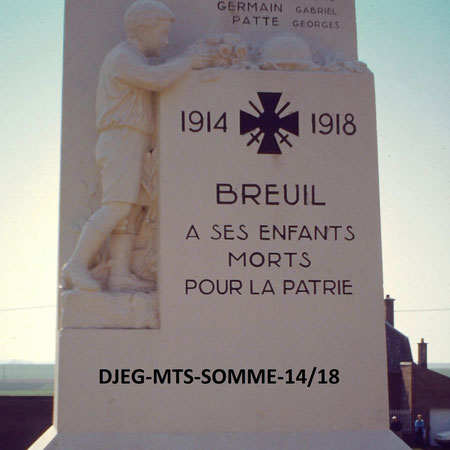 GERMAIN GABRIEL
PATTE GEORGES
1914 1918
BREUIL
A SES ENFANTS
MORTS
POUR LA PATRIE
DJEG-MTS-SOMME-14/18